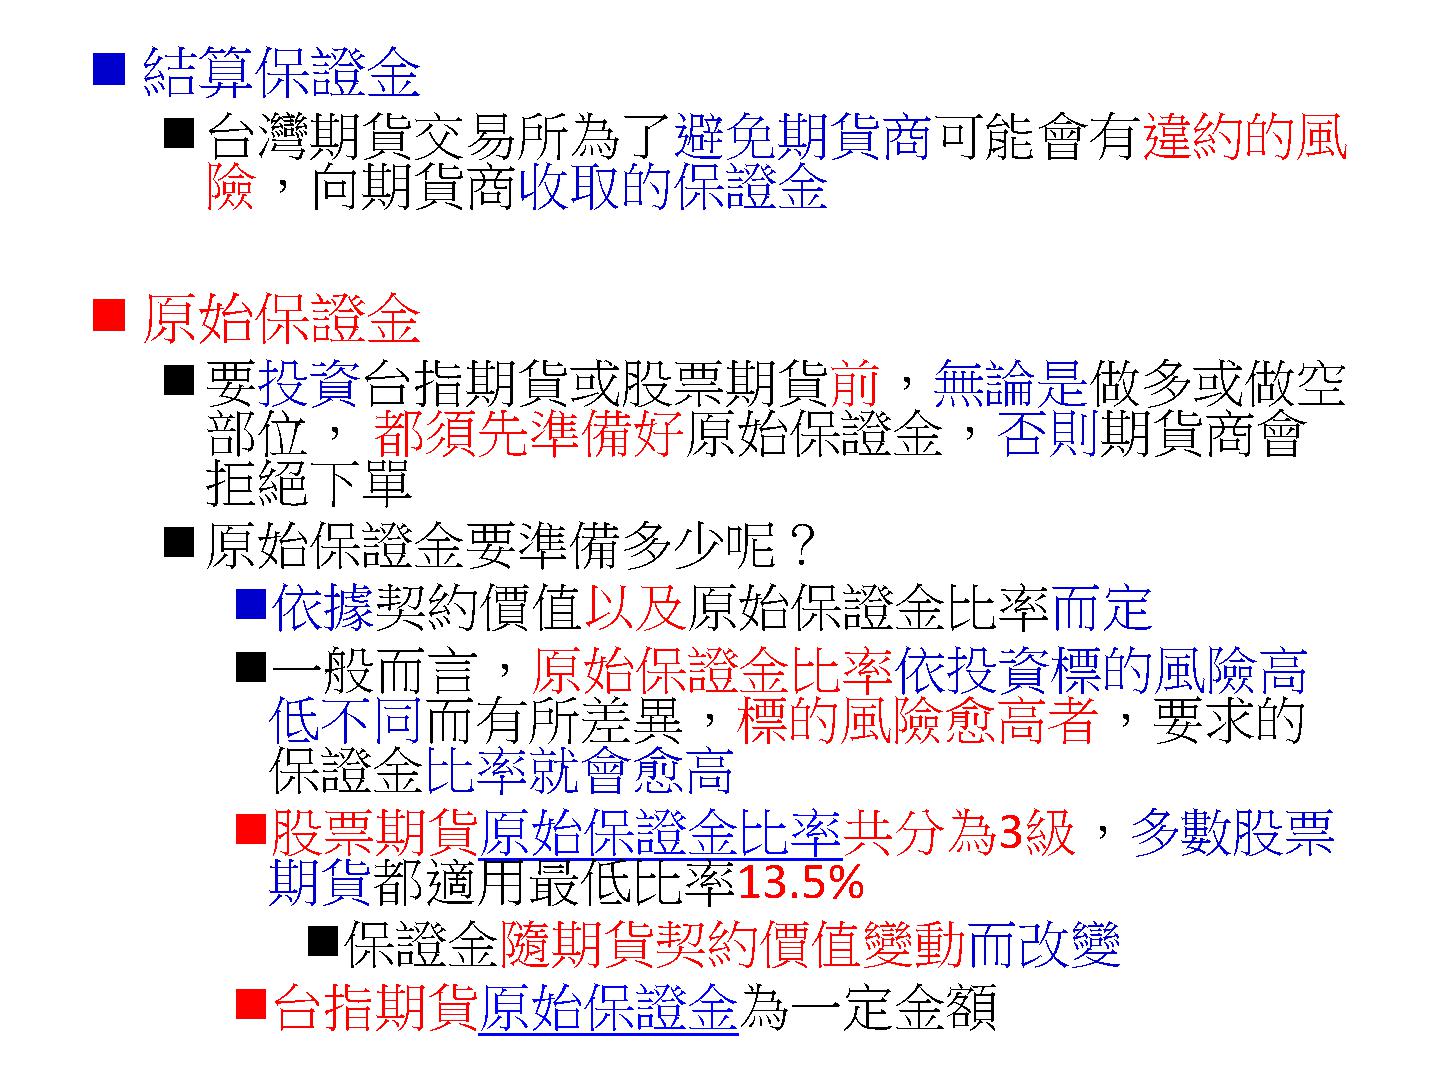 結算保證金
台灣期貨交易所為了避免期貨商可能會有違約的風
險，向期貨商收取的保證金
原始保證金
要投資台指期貨或股票期貨前，無論是做多或做空
部位， 都須先準備好原始保證金，否則期貨商會
拒絕下單
原始保證金要準備多少呢？
依據契約價值以及原始保證金比率而定
一般而言，原始保證金比率依投資標的風險高
低不同而有所差異，標的風險愈高者，要求的
保證金比率就會愈高
股票期貨原始保證金比率共分為3級，多數股票
期貨都適用最低比率13.5%
保證金隨期貨契約價值變動而改變
台指期貨原始保證金為一定金額